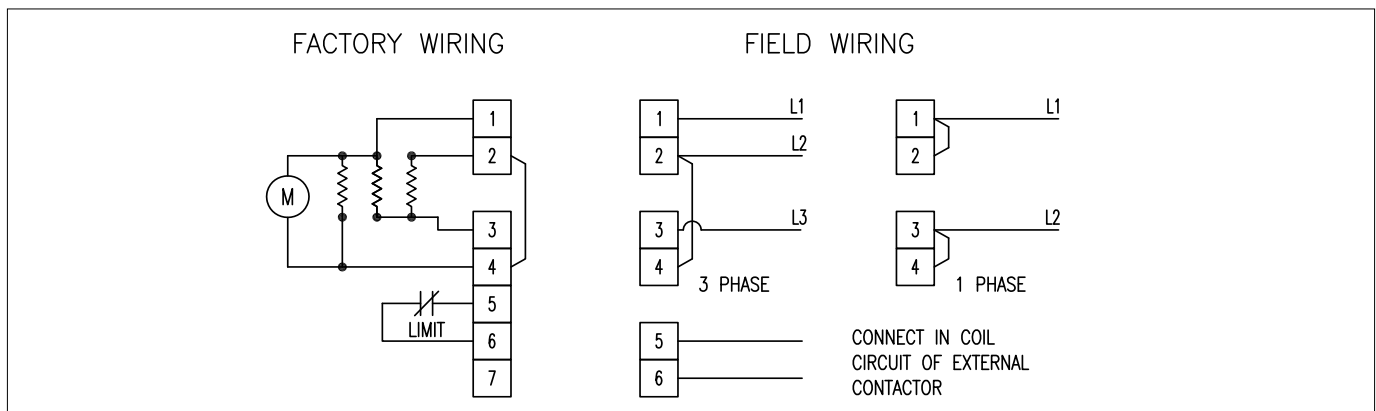 FACTORY WIRING
FIELD WIRING
M
1
2
3
4
5
6
7
LIMIT
1
2
3
4
L1
L2
L3
3 PHASE
1
2
3
4
L1
L2
1 PHASE
5
6
CONNECT IN COIL
CIRCUIT OF EXTERNAL
CONTACTOR